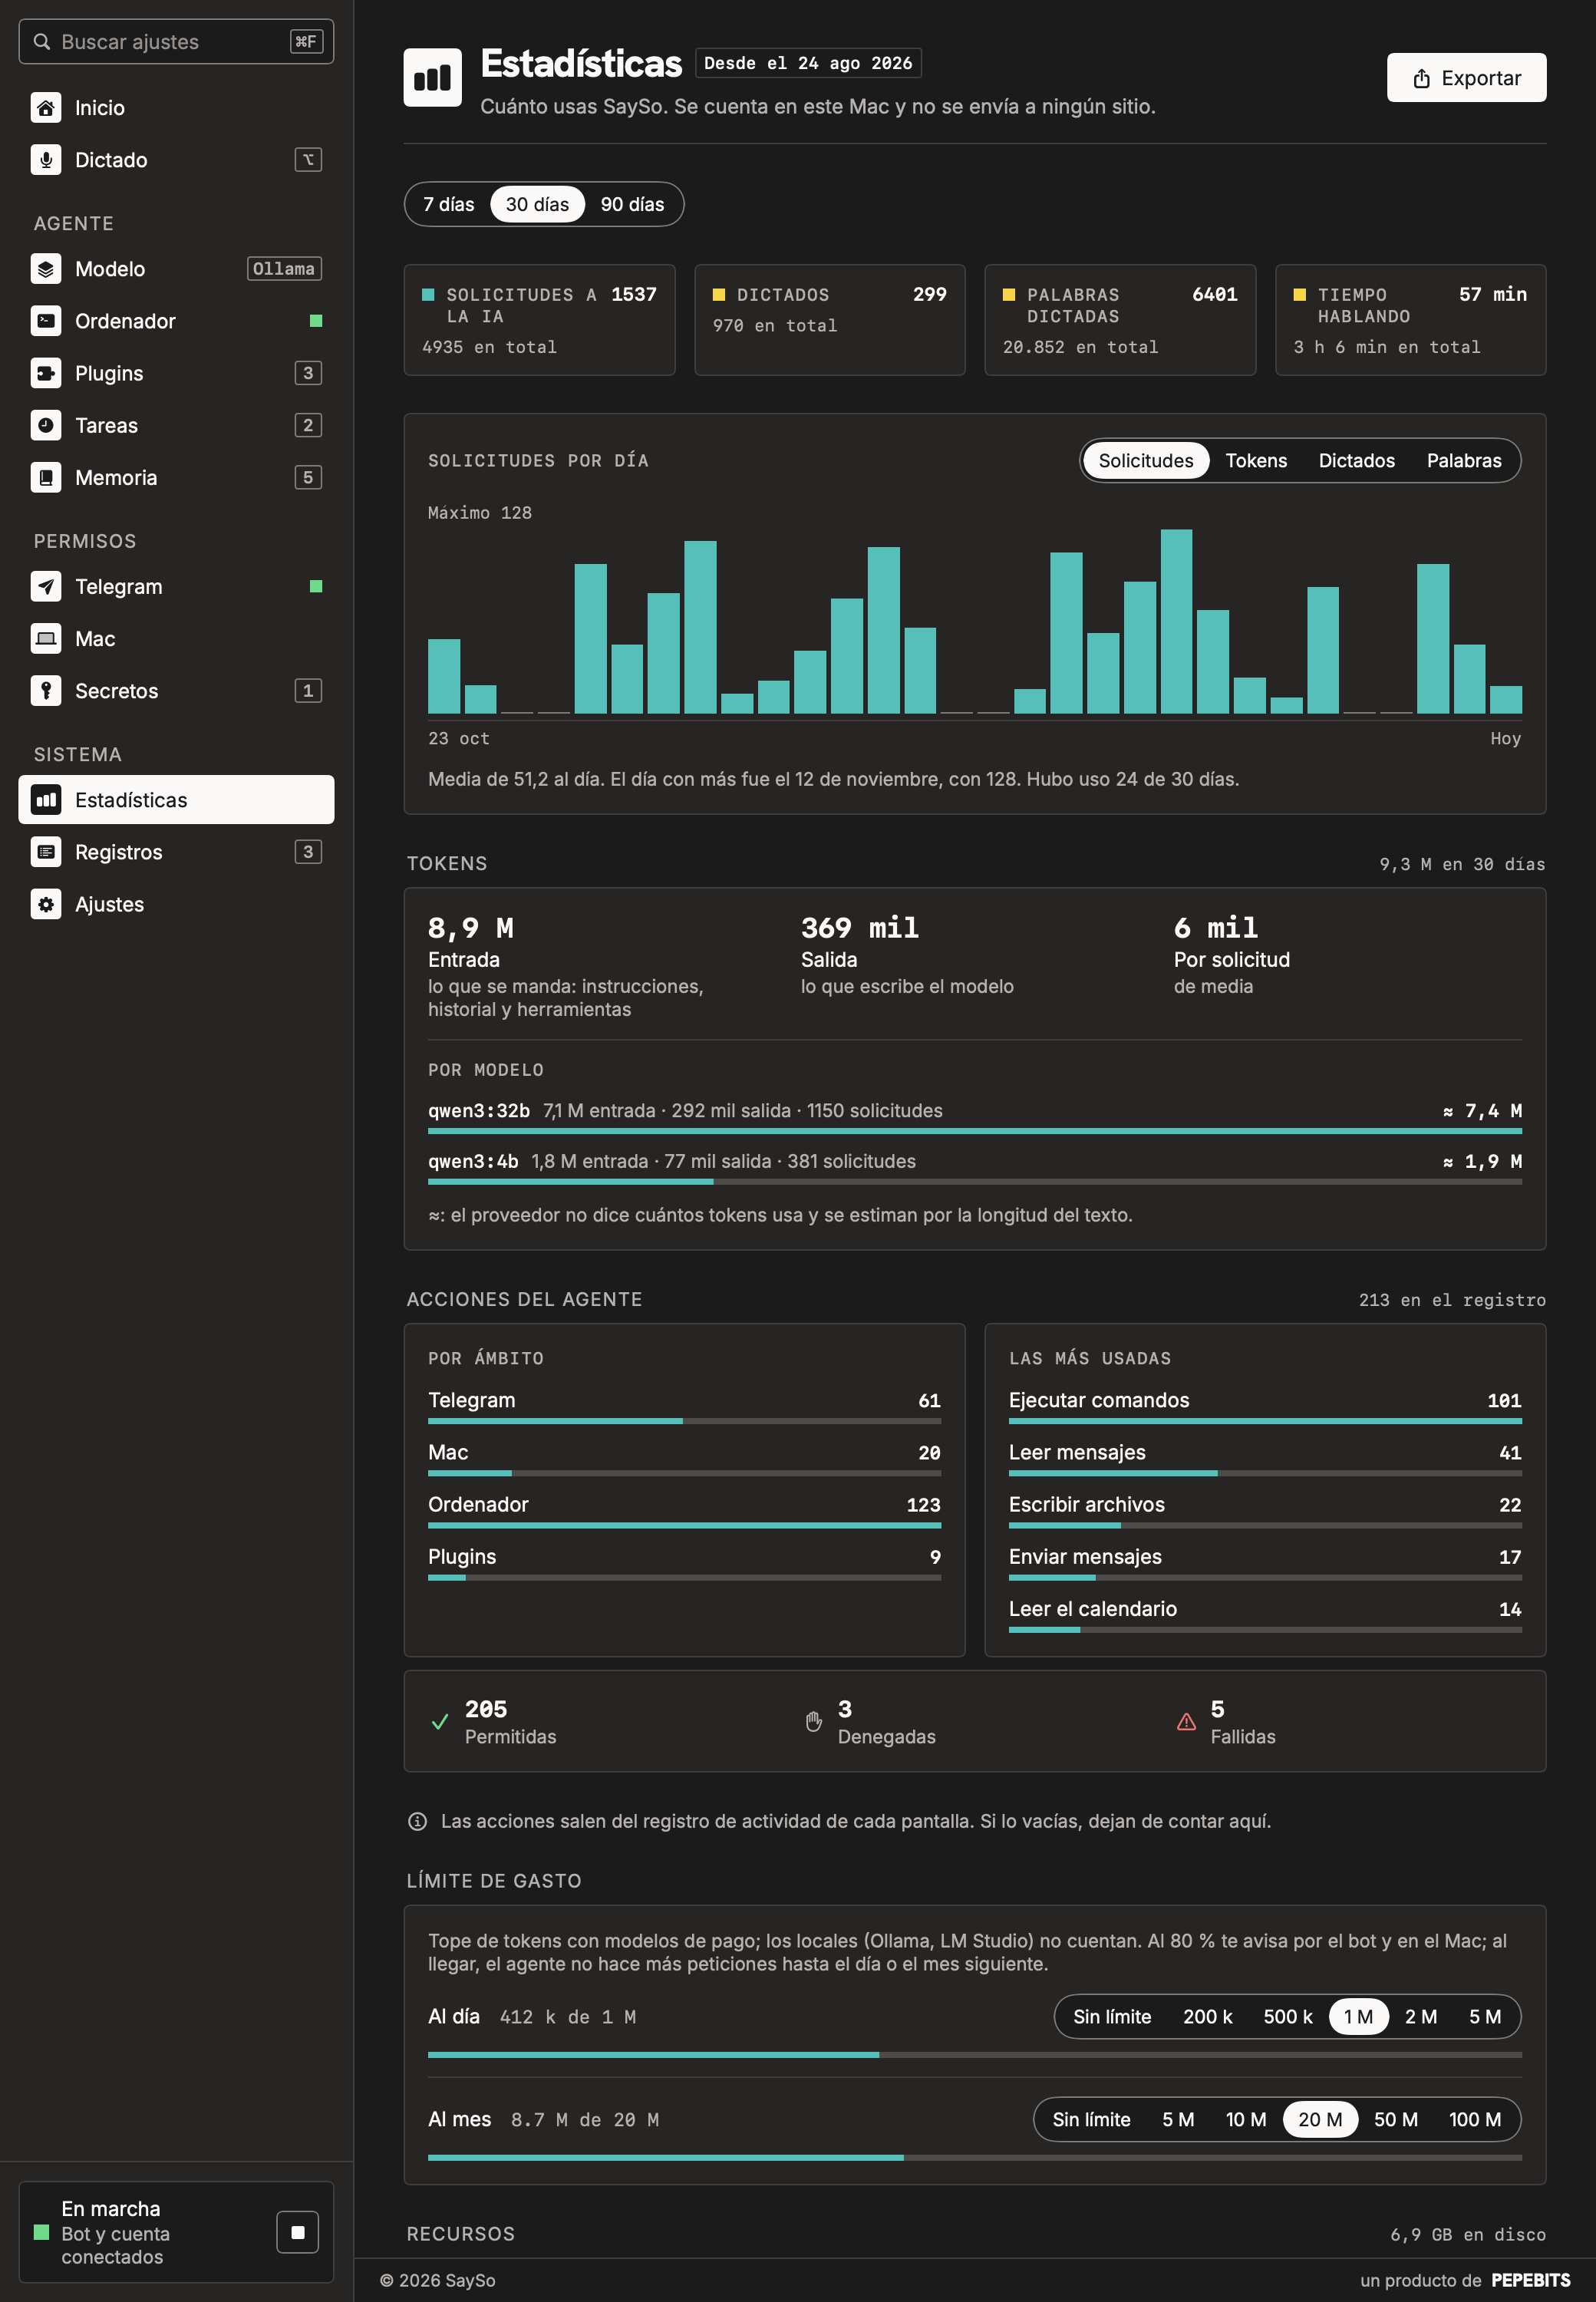 Buscar ajustes ⌘F
Inicio
Dictado ⌥
AGENTE
Modelo Ollama
Ordenador
Plugins 3
Tareas 2
Memoria 5
PERMISOS
Telegram
Mac
Secretos 1
SISTEMA
Estadísticas
Registros 3
Ajustes
En marcha
Bot y cuenta
conectados
Estadísticas Desde el 24 ago 2026
Cuánto usas SaySo. Se cuenta en este Mac y no se envía a ningún sitio.
Exportar
7 días 30 días 90 días
SOLICITUDES A 1537
LA IA
4935 en total
DICTADOS 299
970 en total
PALABRAS 6401
DICTADAS
20.852 en total
TIEMPO 57 min
HABLANDO
3 h 6 min en total
SOLICITUDES POR DÍA
Solicitudes Tokens Dictados Palabras
Máximo 128
23 oct Hoy
Media de 51,2 al día. El día con más fue el 12 de noviembre, con 128. Hubo uso 24 de 30 días.
TOKENS 9,3 M en 30 días
8,9 M
Entrada
lo que se manda: instrucciones,
historial y herramientas
369 mil
Salida
lo que escribe el modelo
6 mil
Por solicitud
de media
POR MODELO
qwen3:32b 7,1 M entrada · 292 mil salida · 1150 solicitudes ≈ 7,4 M
qwen3:4b 1,8 M entrada · 77 mil salida · 381 solicitudes ≈ 1,9 M
≈: el proveedor no dice cuántos tokens usa y se estiman por la longitud del texto.
ACCIONES DEL AGENTE 213 en el registro
POR ÁMBITO
Telegram 61
Mac 20
Ordenador 123
Plugins 9
LAS MÁS USADAS
Ejecutar comandos 101
Leer mensajes 41
Escribir archivos 22
Enviar mensajes 17
Leer el calendario 14
205
Permitidas
3
Denegadas
5
Fallidas
Las acciones salen del registro de actividad de cada pantalla. Si lo vacías, dejan de contar aquí.
LÍMITE DE GASTO
Tope de tokens con modelos de pago; los locales (Ollama, LM Studio) no cuentan. Al 80 % te avisa por el bot y en el Mac; al
llegar, el agente no hace más peticiones hasta el día o el mes siguiente.
Al día 412 k de 1 M
Sin límite 200 k 500 k 1 M 2 M 5 M
Al mes 8.7 M de 20 M
Sin límite 5 M 10 M 20 M 50 M 100 M
RECURSOS 6,9 GB en disco
© 2026 SaySo
un producto de PEPEBITS